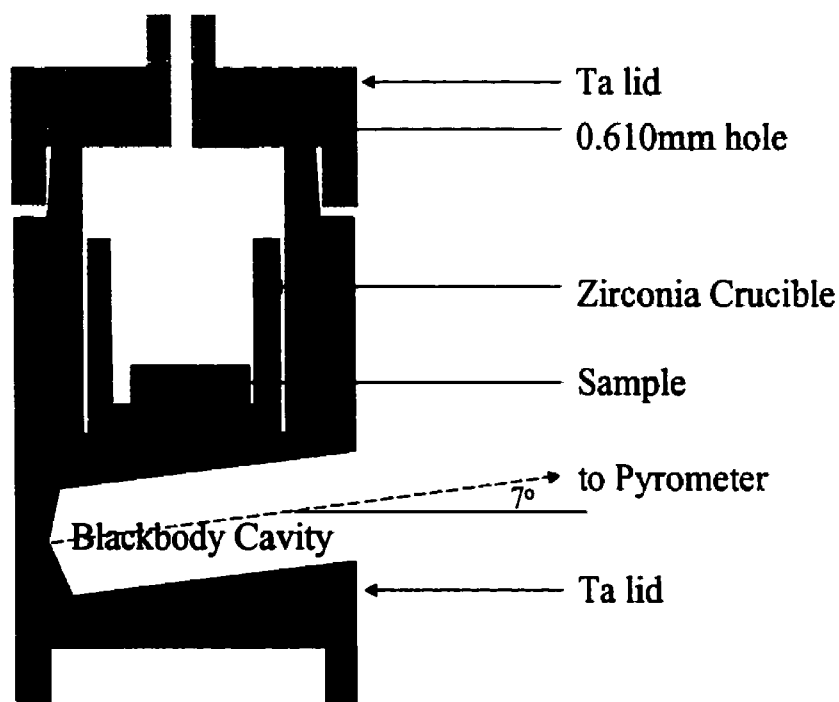 Ta lid
0.610mm hole
Zirconia Crucible
Sample
to Pyrometer
7°
Blackbody Cavity
Ta lid